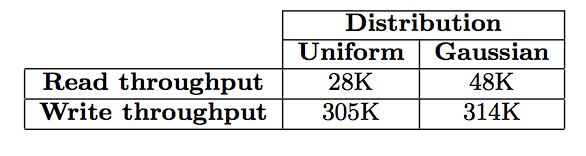 Distribution
Uniform Gaussian
Read throughput 28K 48K
Write throughput 305K 314K